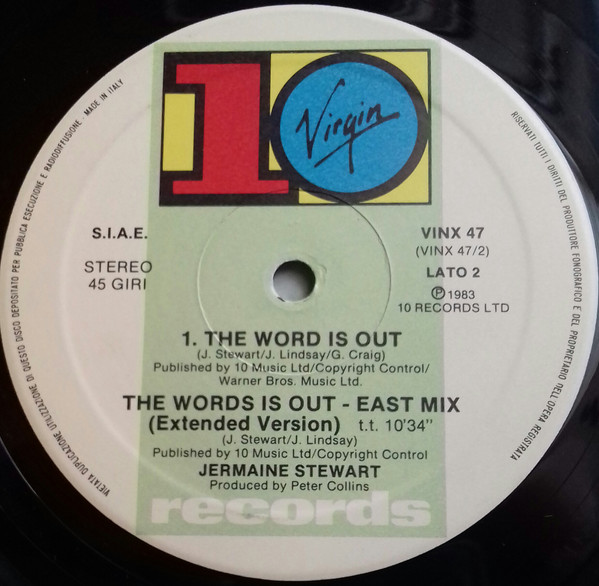 10
Virgin
S.I.A.E.
STEREO
45 GIRI
VINX 47
(VINX 47/2)
LATO 2
Ⓟ 1983
10 RECORDS LTD
1. THE WORD IS OUT
(J. Stewart/J. Lindsay/G. Craig)
Published by 10 Music Ltd/Copyright Control/
Warner Bros. Music Ltd.
THE WORDS IS OUT - EAST MIX
(Extended Version) t.t. 10'34"
(J. Stewart/J. Lindsay)
Published by 10 Music Ltd/Copyright Control
JERMAINE STEWART
Produced by Peter Collins
records
VIETATA DUPLICAZIONE UTILIZZAZIONE DI QUESTO DISCO DEPOSITATO PER PUBBLICA ESECUZIONE E RADIODIFFUSIONE. MADE IN ITALY
RISERVATI TUTTI I DIRITTI DEL PRODUTTORE FONOGRAFICO E DEL PROPRIETARIO NELL'OPERA REGISTRATA